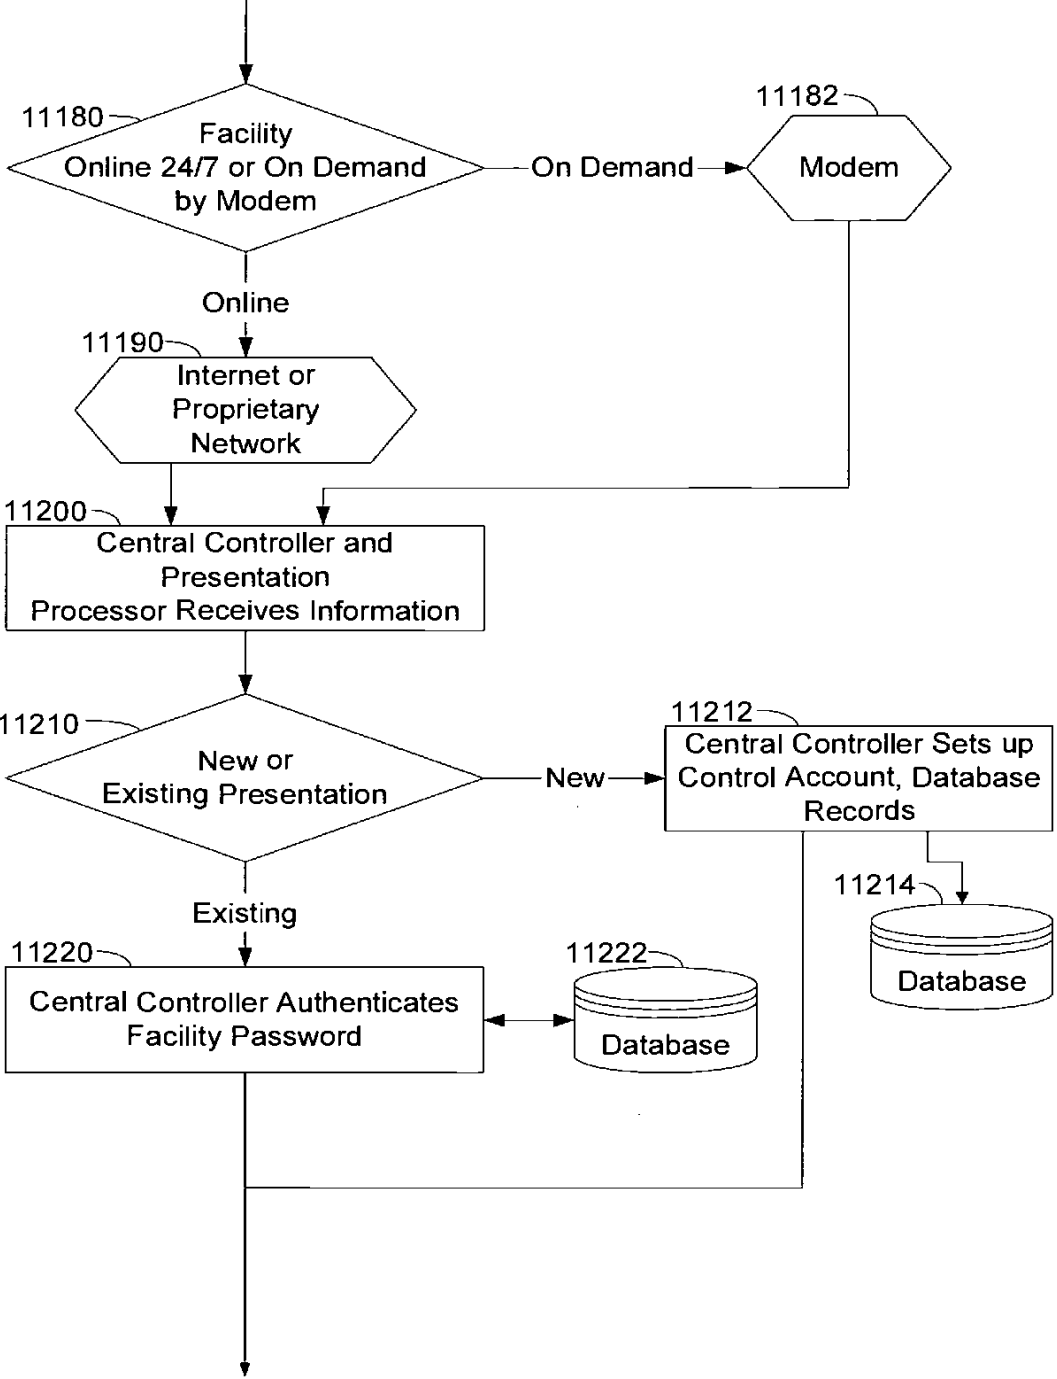 11180
Facility
Online 24/7 or On Demand
by Modem
On Demand
11182
Modem
Online
11190
Internet or
Proprietary
Network
11200
Central Controller and
Presentation
Processor Receives Information
11210
New or
Existing Presentation
New
11212
Central Controller Sets up
Control Account, Database
Records
11214
Database
Existing
11220
Central Controller Authenticates
Facility Password
11222
Database